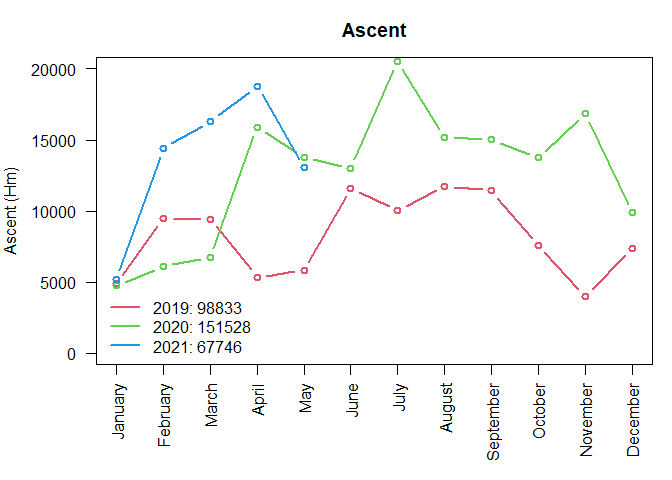 Ascent
Ascent (Hm)
20000
15000
10000
5000
0
2019: 98833
2020: 151528
2021: 67746
January
February
March
April
May
June
July
August
September
October
November
December